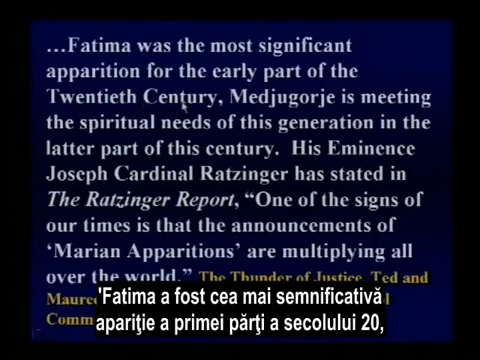 …Fatima was the most significant
apparition for the early part of the
Twentieth Century, Medjugorje is meeting
the spiritual needs of this generation in the
latter part of this century.  His Eminence
Joseph Cardinal Ratzinger has stated in
The Ratzinger Report, “One of the signs of
our times is that the announcements of
‘Marian Apparitions’ are multiplying all
over the world.” The Thunder of Justice, Ted and
'Fatima a fost cea mai semnificativă
apariţie a primei părţi a secolului 20,